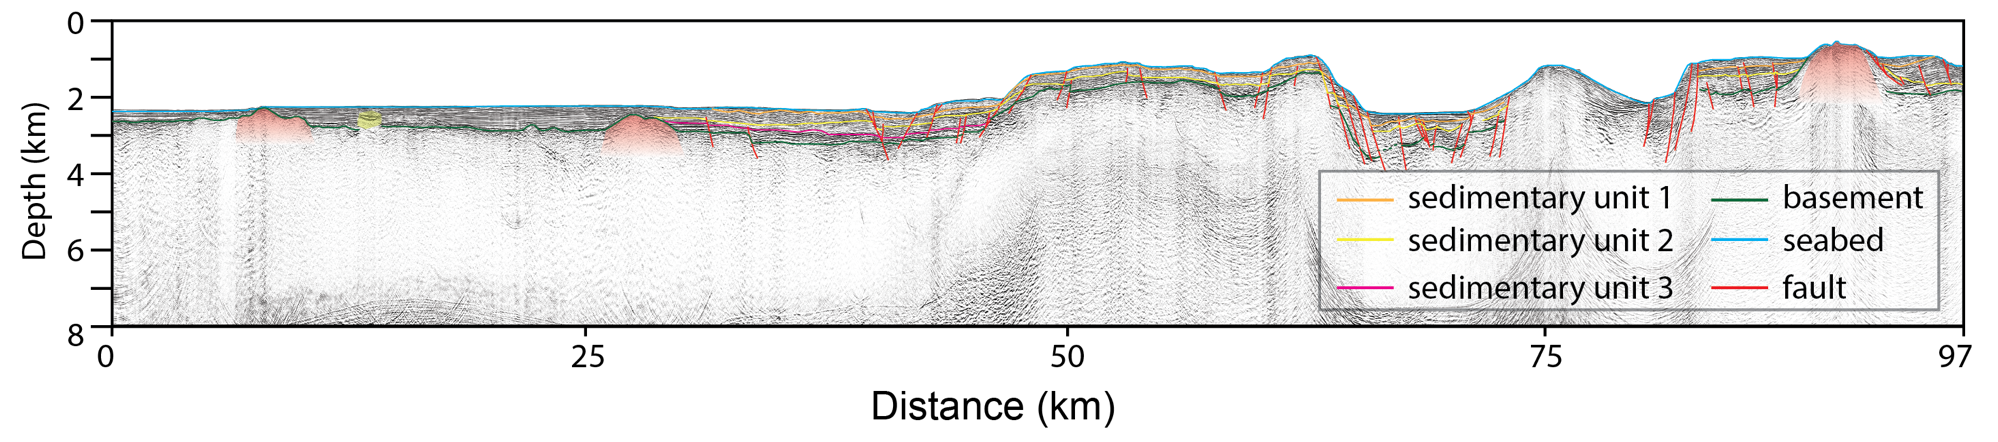 0
2
4
6
8
Depth (km)
sedimentary unit 1
sedimentary unit 2
sedimentary unit 3
basement
seabed
fault
0 25 50 75 97
Distance (km)